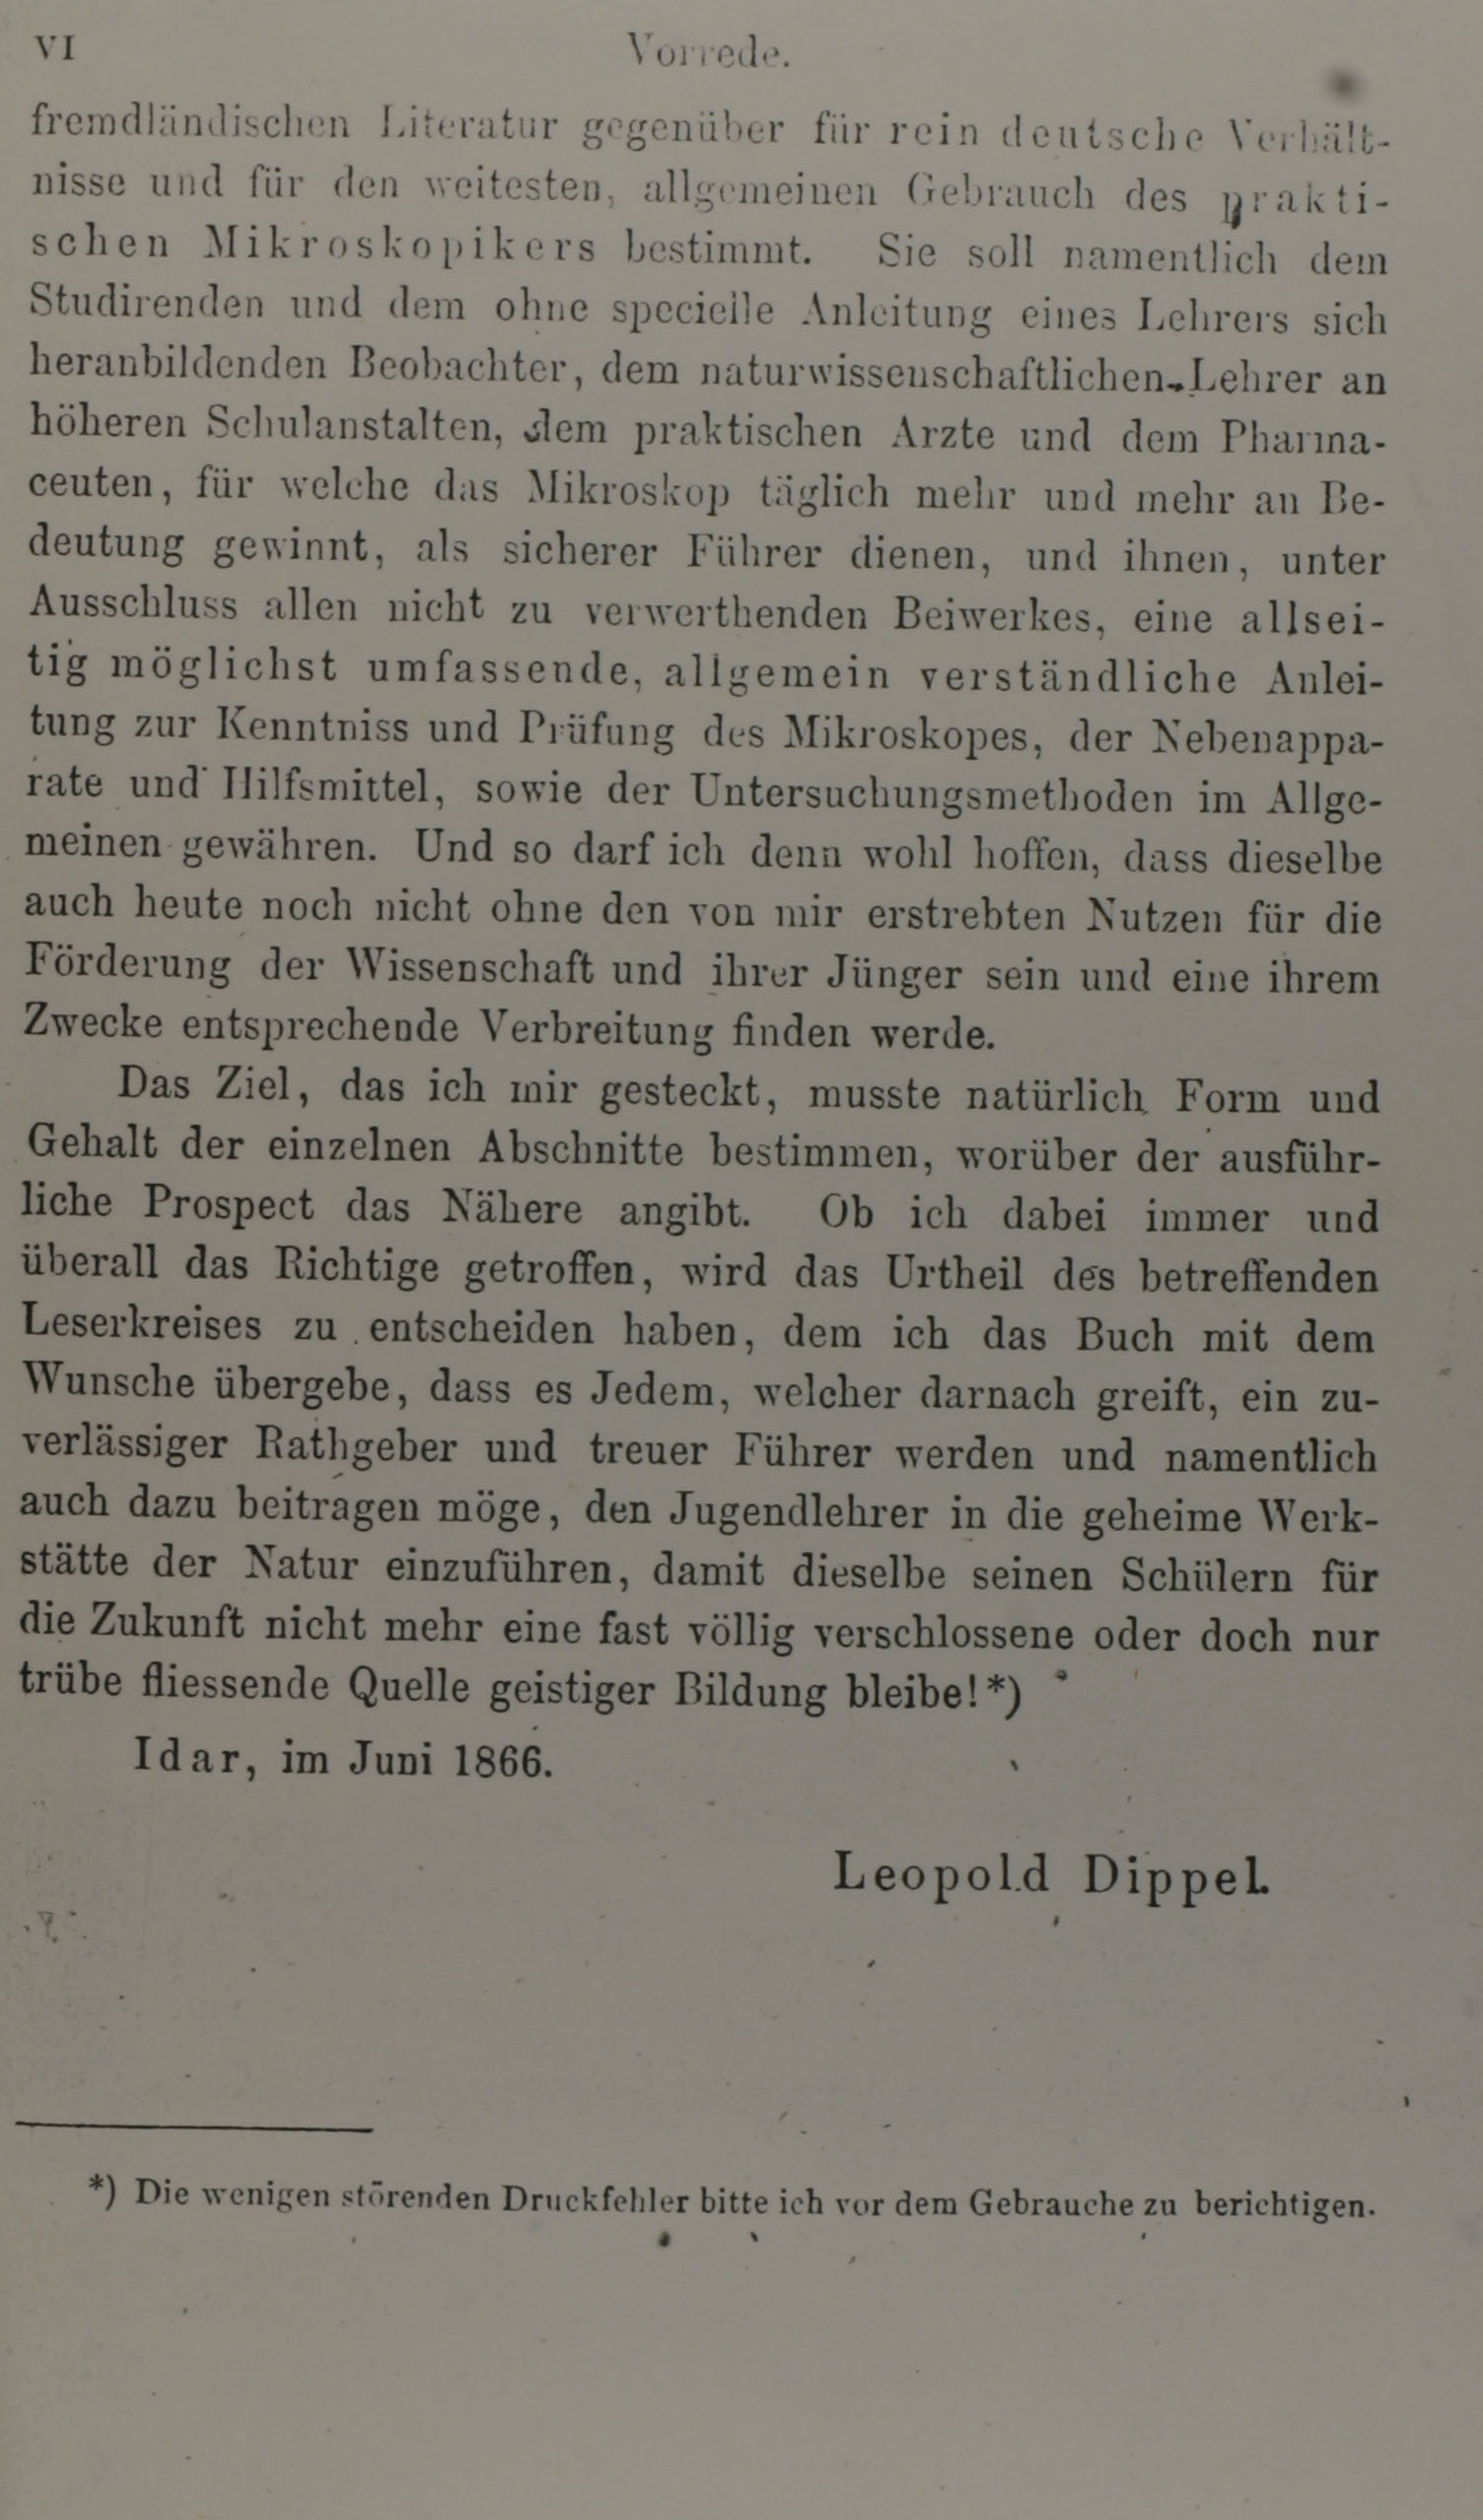 VI
Vorrede.
fremdländischen Literatur gegenüber für rein deutsche Verhält-
nisse und für den weitesten, allgemeinen Gebrauch des prakti-
schen Mikroskopikers bestimmt. Sie soll namentlich dem
Studirenden und dem ohne specielle Anleitung eines Lehrers sich
heranbildenden Beobachter, dem naturwissenschaftlichen Lehrer an
höheren Schulanstalten, dem praktischen Arzte und dem Pharma-
ceuten, für welche das Mikroskop täglich mehr und mehr an Be-
deutung gewinnt, als sicherer Führer dienen, und ihnen, unter
Ausschluss allen nicht zu verwerthenden Beiwerkes, eine allsei-
tig möglichst umfassende, allgemein verständliche Anlei-
tung zur Kenntniss und Prüfung des Mikroskopes, der Nebenappa-
rate und Hilfsmittel, sowie der Untersuchungsmethoden im Allge-
meinen gewähren. Und so darf ich denn wohl hoffen, dass dieselbe
auch heute noch nicht ohne den von mir erstrebten Nutzen für die
Förderung der Wissenschaft und ihrer Jünger sein und eine ihrem
Zwecke entsprechende Verbreitung finden werde.
Das Ziel, das ich mir gesteckt, musste natürlich Form und
Gehalt der einzelnen Abschnitte bestimmen, worüber der ausführ-
liche Prospect das Nähere angibt. Ob ich dabei immer und
überall das Richtige getroffen, wird das Urtheil des betreffenden
Leserkreises zu entscheiden haben, dem ich das Buch mit dem
Wunsche übergebe, dass es Jedem, welcher darnach greift, ein zu-
verlässiger Rathgeber und treuer Führer werden und namentlich
auch dazu beitragen möge, den Jugendlehrer in die geheime Werk-
stätte der Natur einzuführen, damit dieselbe seinen Schülern für
die Zukunft nicht mehr eine fast völlig verschlossene oder doch nur
trübe fliessende Quelle geistiger Bildung bleibe!*)
Idar, im Juni 1866.
Leopold Dippel.
*) Die wenigen störenden Druckfehler bitte ich vor dem Gebrauche zu berichtigen.